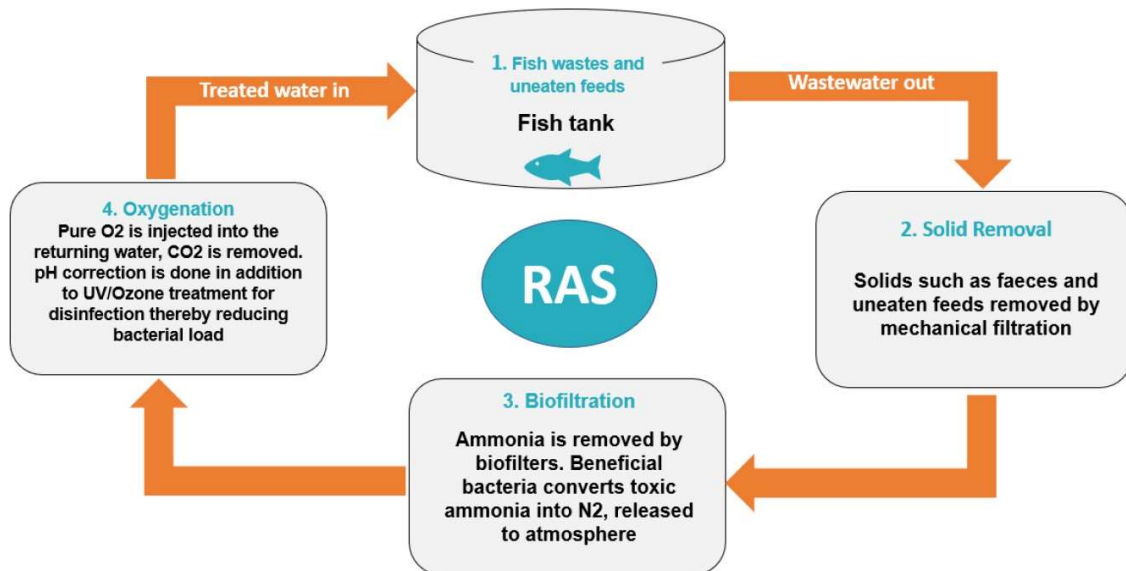 1. Fish wastes and
uneaten feeds
Fish tank
Treated water in
Wastewater out
4. Oxygenation
Pure O2 is injected into the
returning water, CO2 is removed.
pH correction is done in addition
to UV/Ozone treatment for
disinfection thereby reducing
bacterial load
RAS
2. Solid Removal
Solids such as faeces and
uneaten feeds removed by
mechanical filtration
3. Biofiltration
Ammonia is removed by
biofilters. Beneficial
bacteria converts toxic
ammonia into N2, released
to atmosphere